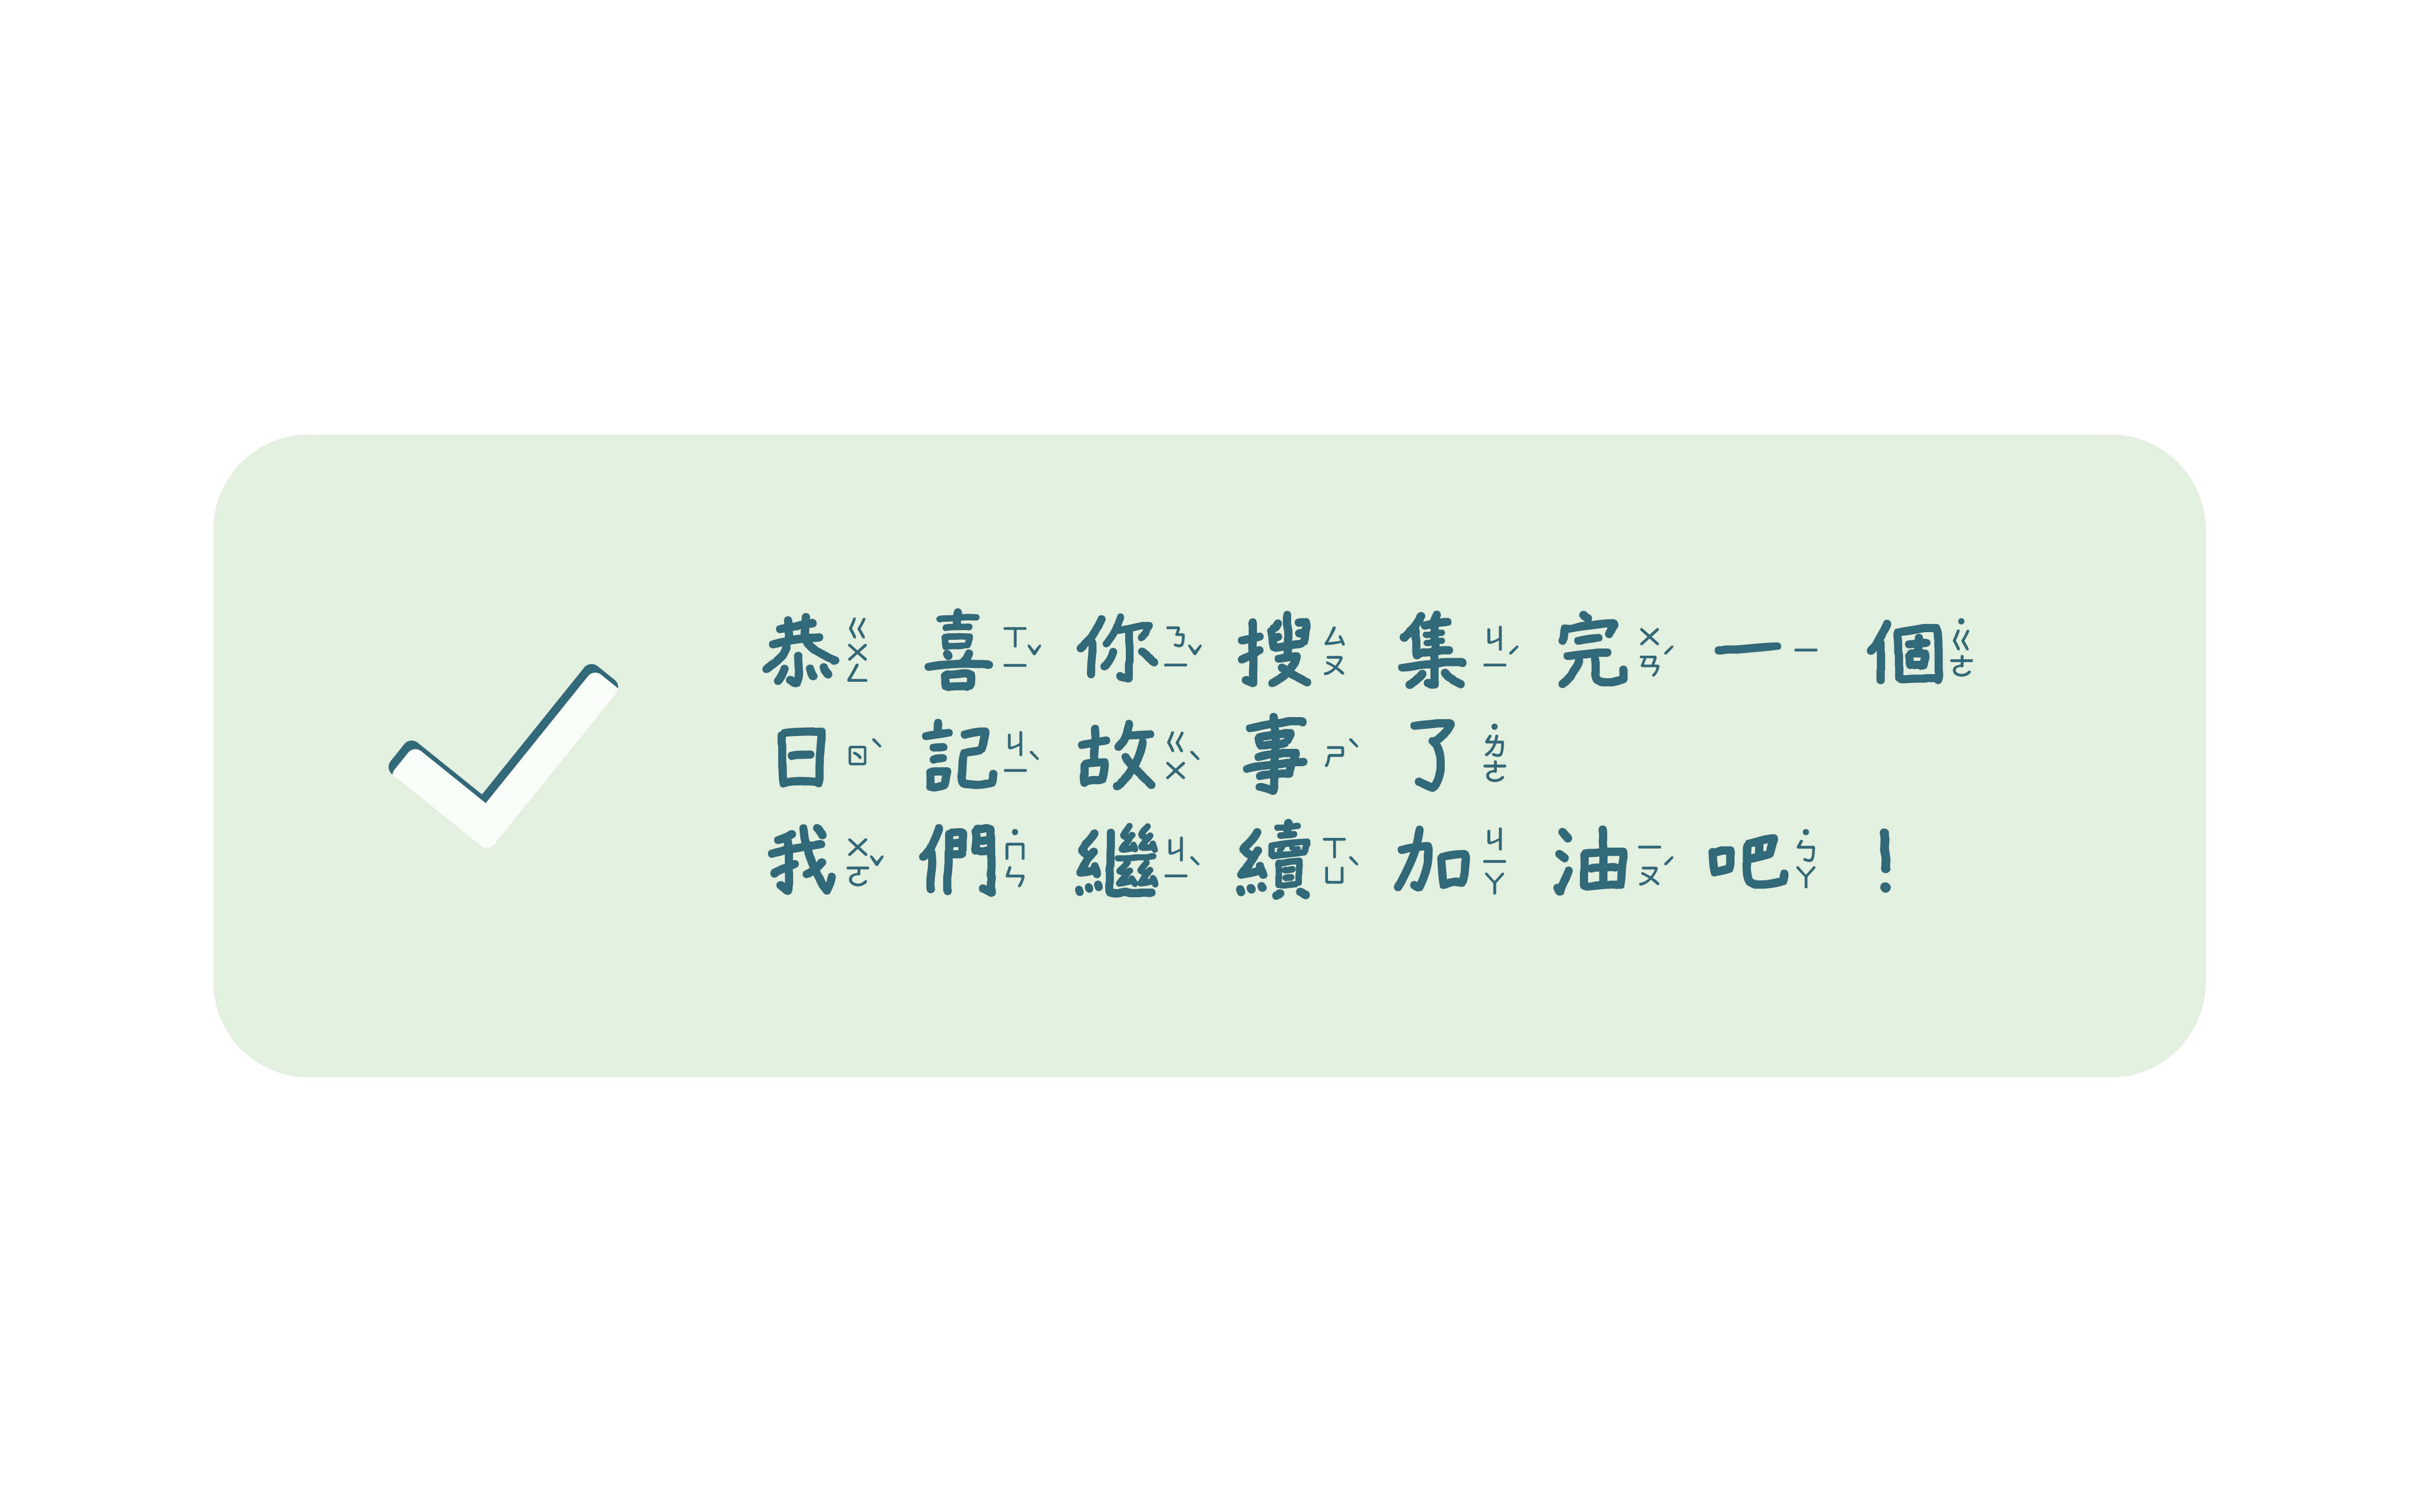 恭ㄍㄨㄥ喜ㄒㄧˇ你ㄋㄧˇ搜ㄙㄡ集ㄐㄧˊ完ㄨㄢˊ一ㄧ個˙ㄍㄜ
日ㄖˋ記ㄐㄧˋ故ㄍㄨˋ事ㄕˋ了˙ㄌㄜ
我ㄨㄛˇ們˙ㄇㄣ繼ㄐㄧˋ續ㄒㄩˋ加ㄐㄧㄚ油ㄧㄡˊ吧˙ㄅㄚ!